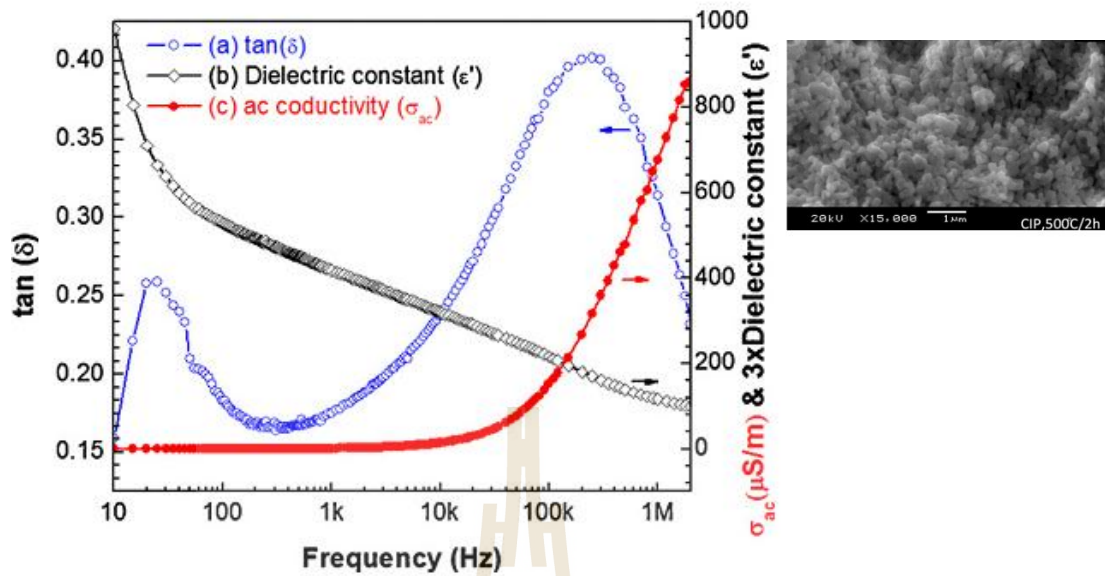 (a) tan(δ)
(b) Dielectric constant (ε')
(c) ac coductivity (σac)
0.40
0.35
0.30
0.25
0.20
0.15
tan (δ)
10
100
1k
10k
100k
1M
Frequency (Hz)
1000
800
600
400
200
0
σac(μS/m) & 3xDielectric constant (ε')
20kV X15,000 1μm CIP,500℃/2h